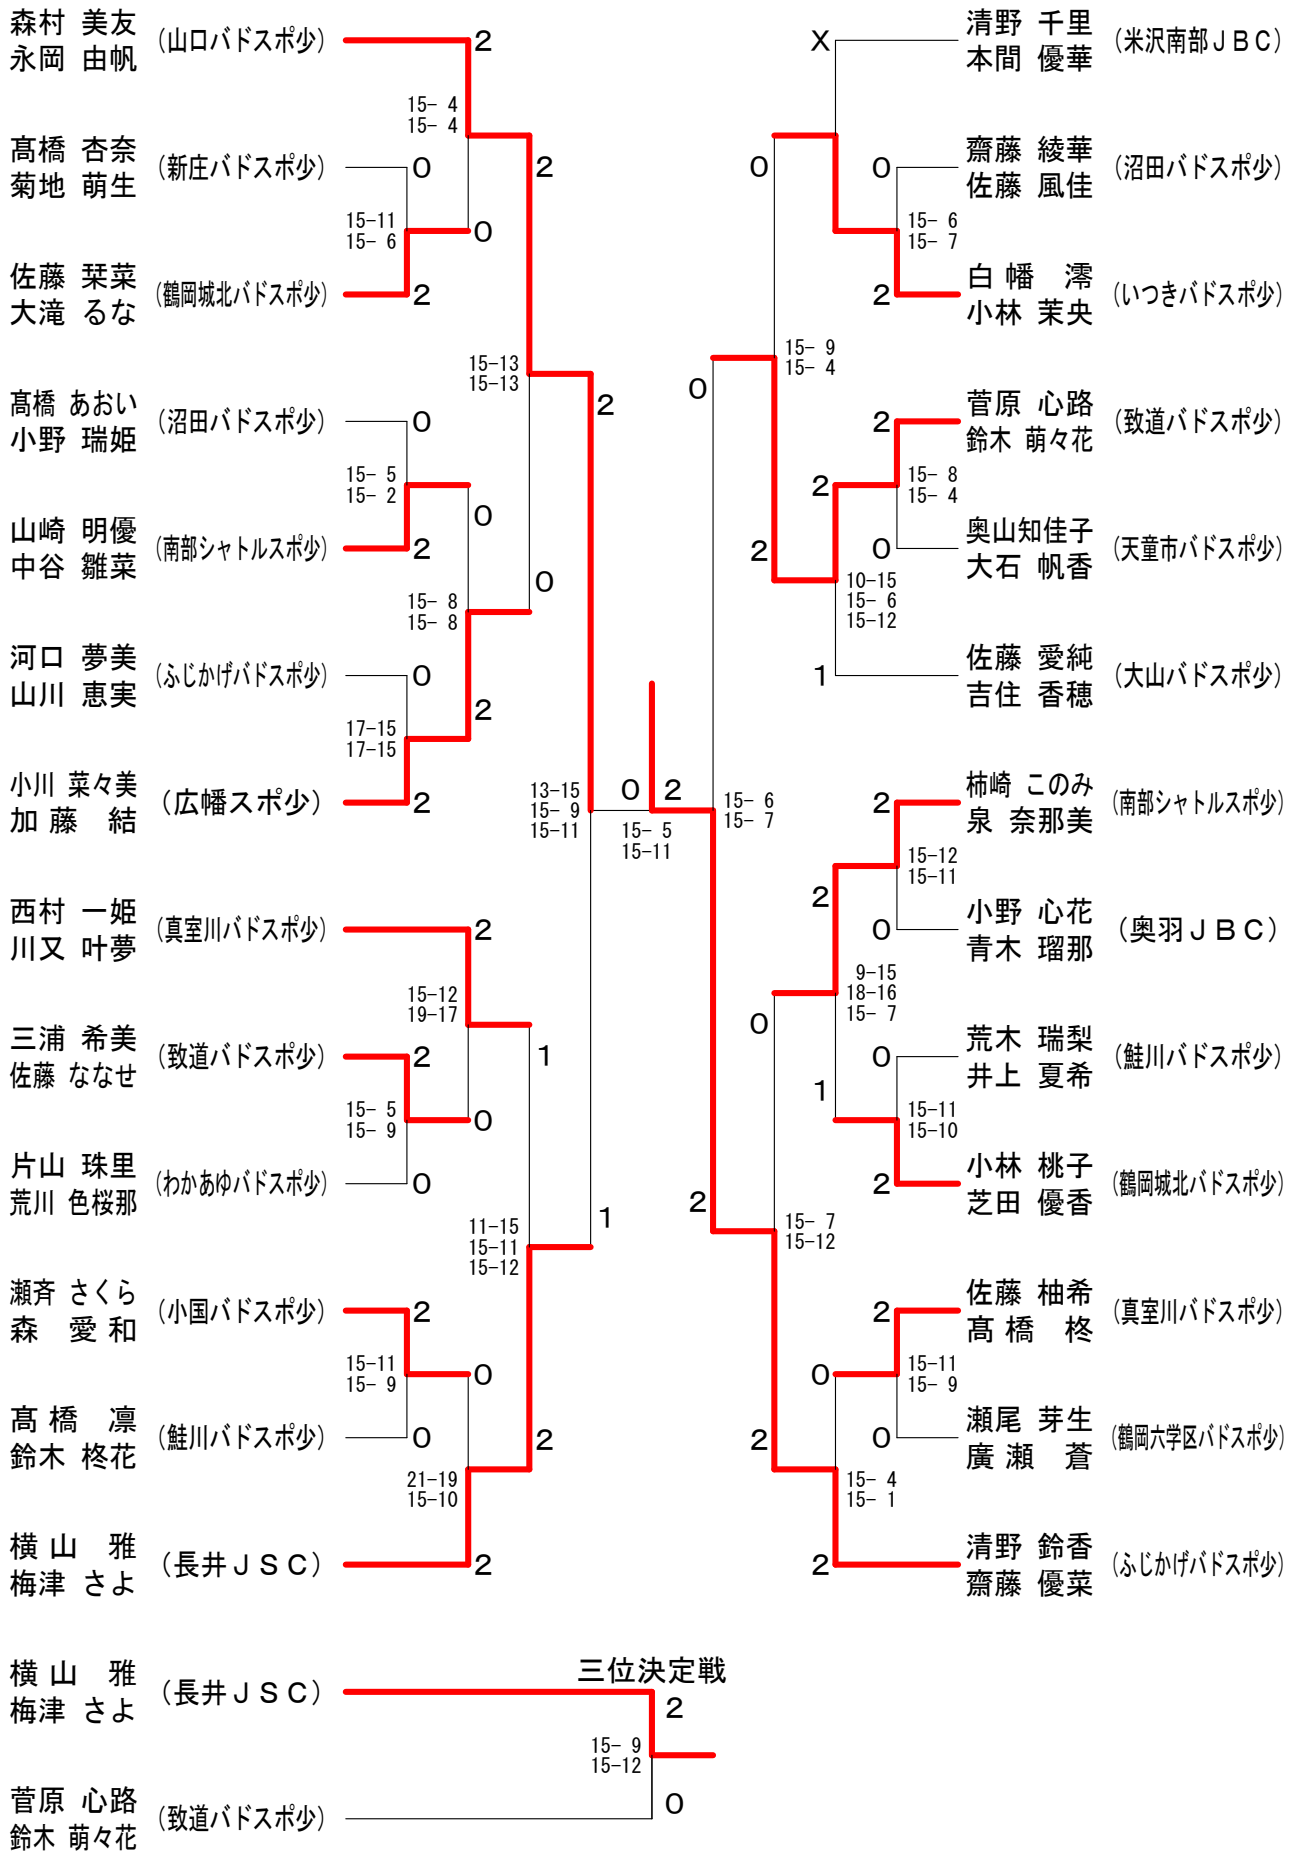 森村 美友
永岡 由帆
(山口バドスポ少)
2
15- 4
15- 4
2
髙橋 杏奈
菊地 萌生
(新庄バドスポ少)
0
15-11
15- 6
0
佐藤 栞菜
大滝 るな
(鶴岡城北バドスポ少)
2
15-13
15-13
2
髙橋 あおい
小野 瑞姫
(沼田バドスポ少)
0
15- 5
15- 2
0
山崎 明優
中谷 雛菜
(南部シャトルスポ少)
2
15- 8
15- 8
0
河口 夢美
山川 恵実
(ふじかげバドスポ少)
0
17-15
17-15
2
小川 菜々美
加藤 結
(広幡スポ少)
2
13-15
15- 9
15-11
0
2
15- 5
15-11
西村 一姫
川又 叶夢
(真室川バドスポ少)
2
15-12
19-17
1
三浦 希美
佐藤 ななせ
(致道バドスポ少)
2
15- 5
15- 9
0
片山 珠里
荒川 色桜那
(わかあゆバドスポ少)
0
11-15
15-11
15-12
1
瀬斉 さくら
森 愛和
(小国バドスポ少)
2
15-11
15- 9
0
髙橋 凛
鈴木 柊花
(鮭川バドスポ少)
0
2
21-19
15-10
横山 雅
梅津 さよ
(長井JSC)
2
X
清野 千里
本間 優華
(米沢南部JBC)
0
0
齋藤 綾華
佐藤 風佳
(沼田バドスポ少)
15- 6
15- 7
2
白幡 澪
小林 茉央
(いつきバドスポ少)
15- 9
15- 4
0
2
菅原 心路
鈴木 萌々花
(致道バドスポ少)
2
15- 8
15- 4
2
0
奥山知佳子
大石 帆香
(天童市バドスポ少)
10-15
15- 6
15-12
1
佐藤 愛純
吉住 香穂
(大山バドスポ少)
15- 6
15- 7
2
柿崎 このみ
泉 奈那美
(南部シャトルスポ少)
15-12
15-11
2
0
小野 心花
青木 瑠那
(奥羽JBC)
9-15
18-16
15- 7
0
0
荒木 瑞梨
井上 夏希
(鮭川バドスポ少)
1
15-11
15-10
2
小林 桃子
芝田 優香
(鶴岡城北バドスポ少)
2
15- 7
15-12
2
佐藤 柚希
髙橋 柊
(真室川バドスポ少)
0
15-11
15- 9
2
0
瀬尾 芽生
廣瀬 蒼
(鶴岡六学区バドスポ少)
15- 4
15- 1
2
清野 鈴香
齋藤 優菜
(ふじかげバドスポ少)
三位決定戦
横山 雅
梅津 さよ
(長井JSC)
2
15- 9
15-12
菅原 心路
鈴木 萌々花
(致道バドスポ少)
0